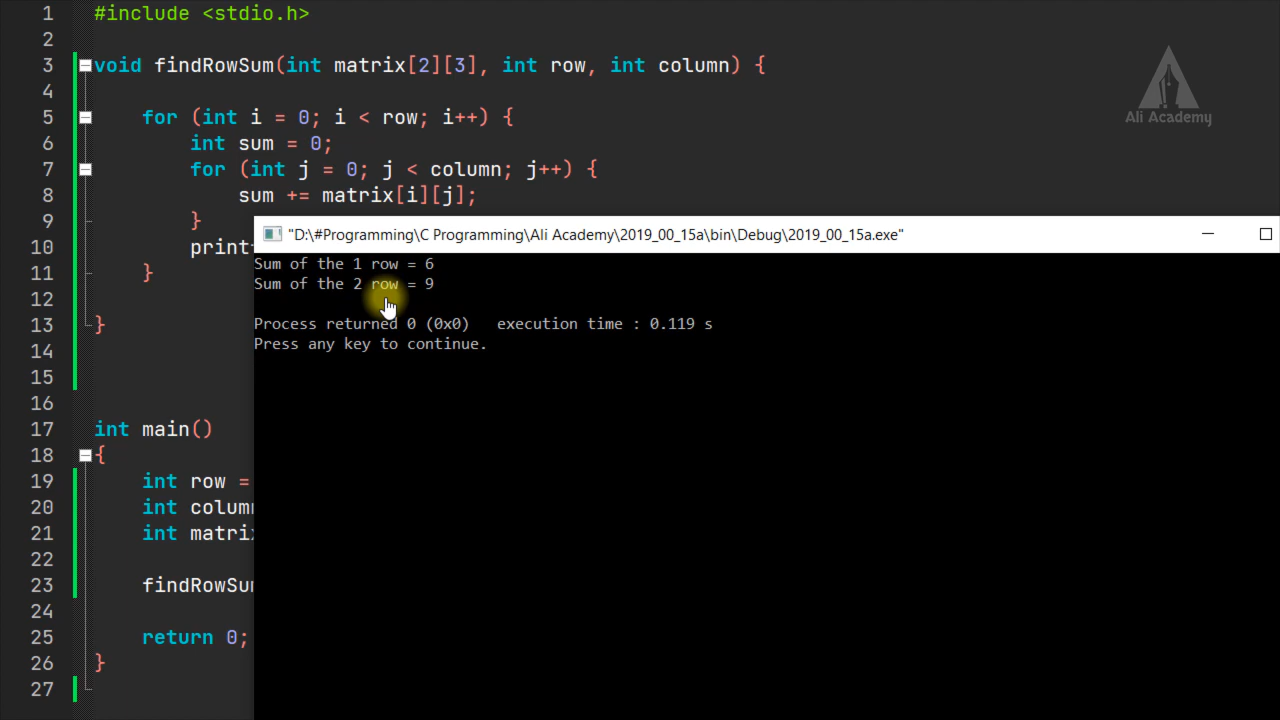 1 #include <stdio.h>
2
3 void findRowSum(int matrix[2][3], int row, int column) {
4
5 for (int i = 0; i < row; i++) {
6 int sum = 0;
7 for (int j = 0; j < column; j++) {
8 sum += matrix[i][j];
9 }
10 print
11 }
12
13 }
14
15
16
17 int main()
18 {
19 int row =
20 int colum
21 int matri
22
23 findRowSu
24
25 return 0;
26 }
27
Ali Academy
"D:\#Programming\C Programming\Ali Academy\2019_00_15a\bin\Debug\2019_00_15a.exe"
Sum of the 1 row = 6
Sum of the 2 row = 9
Process returned 0 (0x0) execution time : 0.119 s
Press any key to continue.